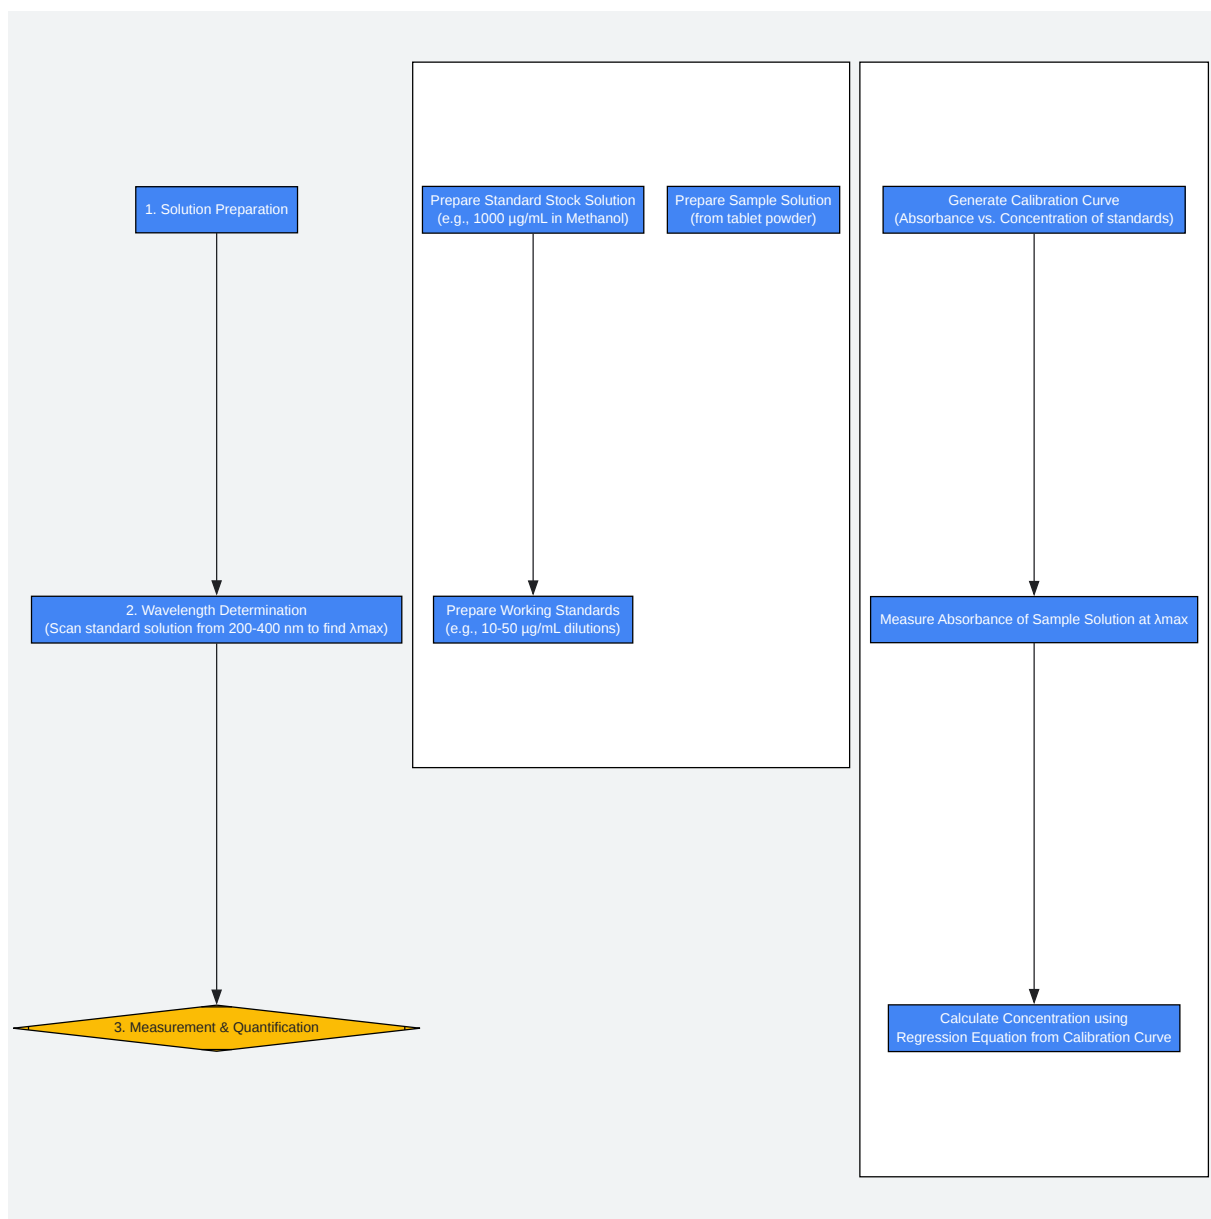 1. Solution Preparation
2. Wavelength Determination
(Scan standard solution from 200-400 nm to find λmax)
3. Measurement & Quantification
Prepare Standard Stock Solution
(e.g., 1000 µg/mL in Methanol)
Prepare Sample Solution
(from tablet powder)
Prepare Working Standards
(e.g., 10-50 µg/mL dilutions)
Generate Calibration Curve
(Absorbance vs. Concentration of standards)
Measure Absorbance of Sample Solution at λmax
Calculate Concentration using
Regression Equation from Calibration Curve